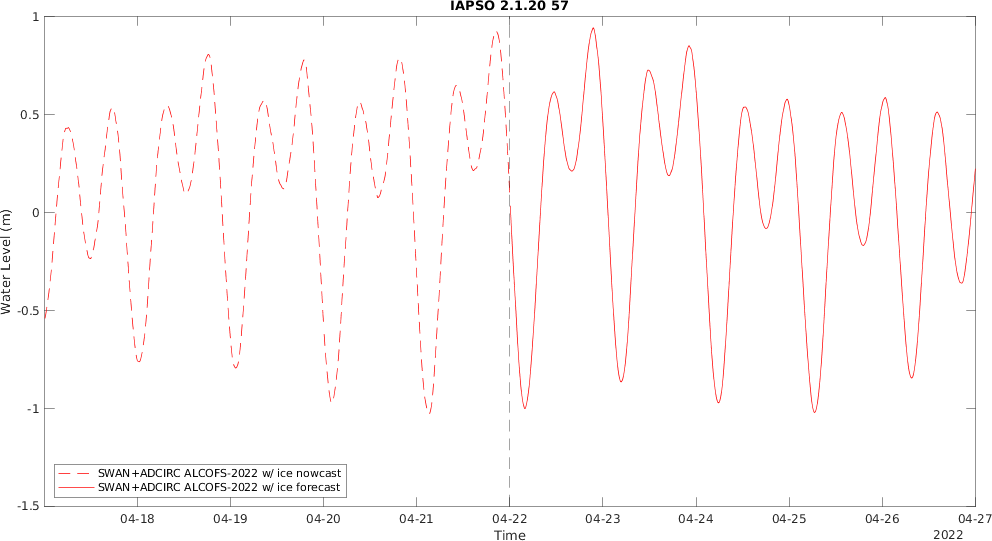 IAPSO 2.1.20 57
1
0.5
0
-0.5
-1
-1.5
Water Level (m)
SWAN+ADCIRC ALCOFS-2022 w/ ice nowcast
SWAN+ADCIRC ALCOFS-2022 w/ ice forecast
04-18 04-19 04-20 04-21 04-22 04-23 04-24 04-25 04-26 04-27
Time
2022